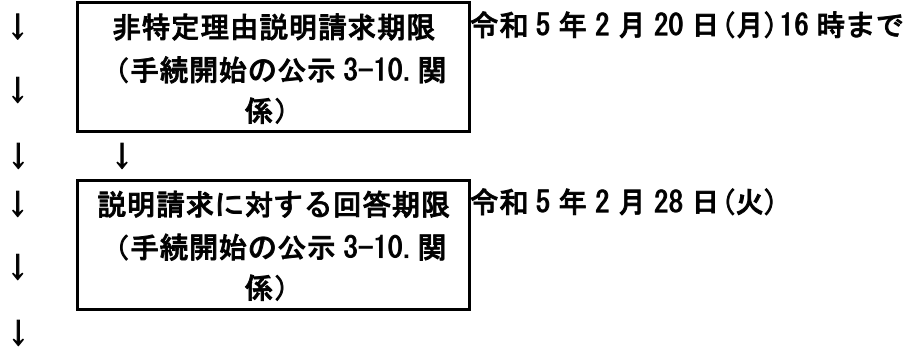 ↓ 非特定理由説明請求期限 令和5年2月20日(月)16時まで
(手続開始の公示 3-10.関
↓
係)
↓ ↓
↓ 説明請求に対する回答期限 令和5年2月28日(火)
(手続開始の公示 3-10.関
↓
係)
↓